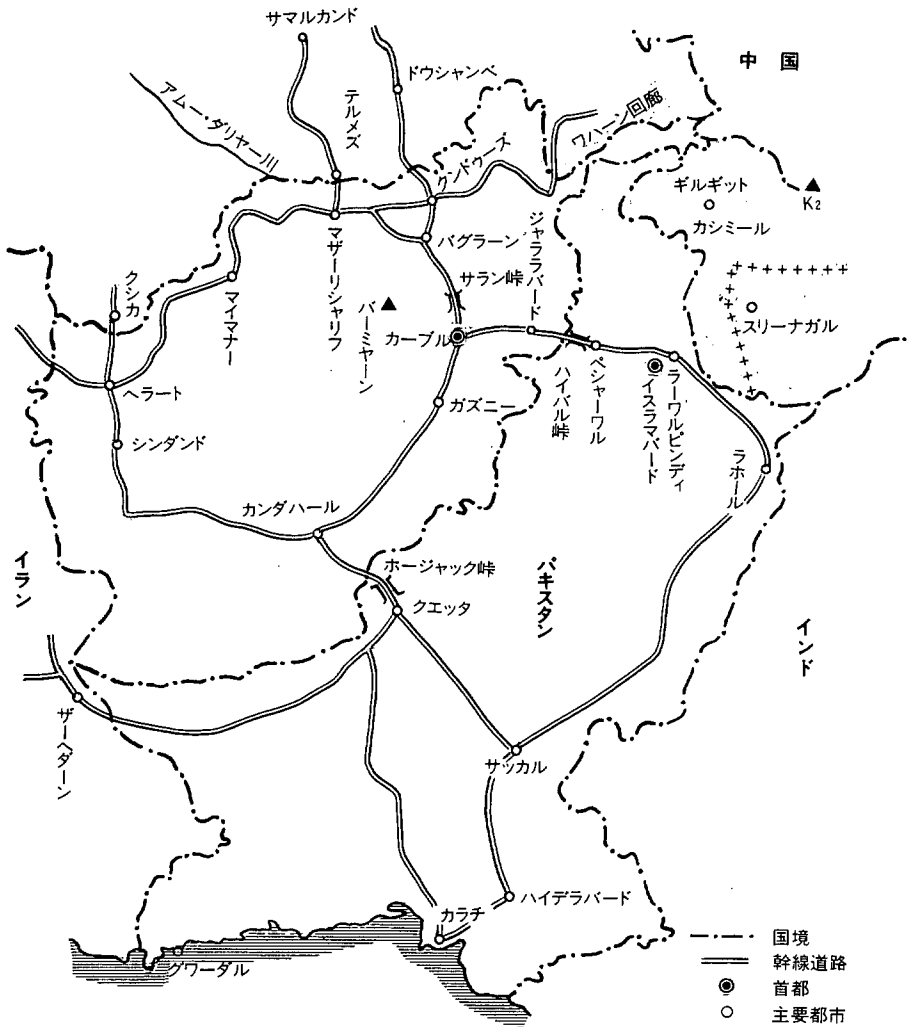 サマルカンド
中国
ドウシャンベ
アムー・ダリヤー川
テルメズ
ワハーン回廊
クンドゥーズ
ギルギット
K2
カシミール
ジャララバード
バグラーン
マザーリシャリフ
サラン峠
クシカ
マイマナー
バーミヤーン
スリーナガル
カーブル
ペシャーワル
ハイバル峠
ラーワルピンディ
イスラマバード
ヘラート
ガズニー
シンダンド
ラホール
カンダハール
ホージャック峠
イラン
パキスタン
クエッタ
インド
ザーヘダーン
サッカル
ハイデラバード
カラチ
グワーダル
国境
幹線道路
首都
主要都市